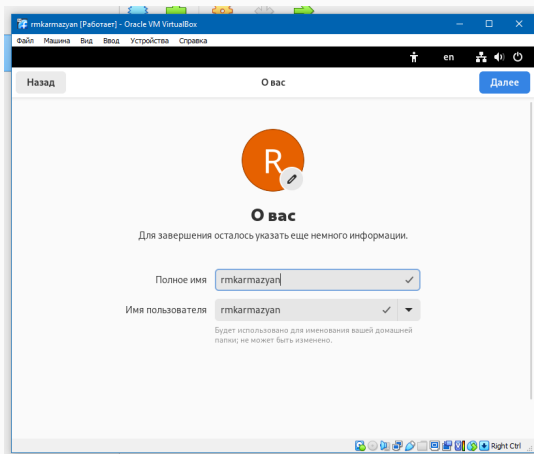 rmkarmazyan [Работает] - Oracle VM VirtualBox
Файл Машина Вид Ввод Устройства Справка
en
Назад О вас Далее
R
О вас
Для завершения осталось указать еще немного информации.
Полное имя rmkarmazyan
Имя пользователя rmkarmazyan
Будет использовано для именования вашей домашней
папки; не может быть изменено.
Right Ctrl